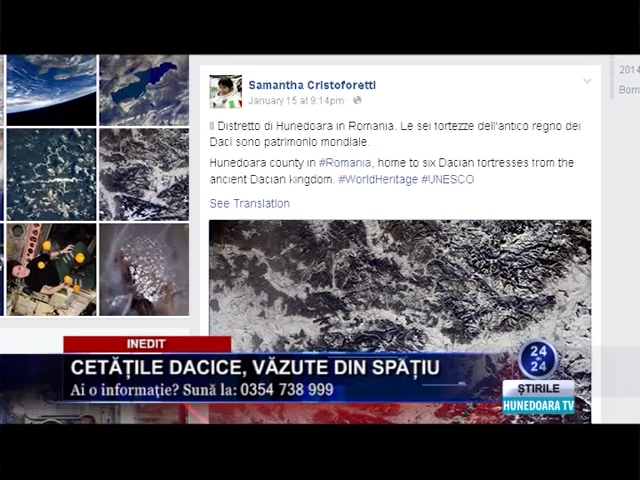 2014
Born
Samantha Cristoforetti
January 15 at 9:14pm
Il Distretto di Hunedoara in Romania. Le sei fortezze dell'antico regno dei
Daci sono patrimonio mondiale.
Hunedoara county in #Romania, home to six Dacian fortresses from the
ancient Dacian kingdom. #WorldHeritage #UNESCO
See Translation
INEDIT
CETĂȚILE DACICE, VĂZUTE DIN SPAȚIU
Ai o informație? Sună la: 0354 738 999
24
din
24
ȘTIRILE
HUNEDOARA TV